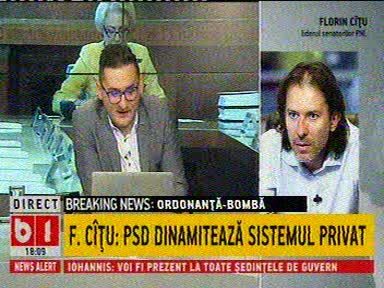 FLORIN CÎȚU
liderul senatorilor PNL
DIRECT
BREAKING NEWS: ORDONANȚĂ-BOMBĂ
B1
18:09
F. CÎȚU: PSD DINAMITEAZĂ SISTEMUL PRIVAT
NEWS ALERT
IOHANNIS: VOI FI PREZENT LA TOATE ȘEDINȚELE DE GUVERN